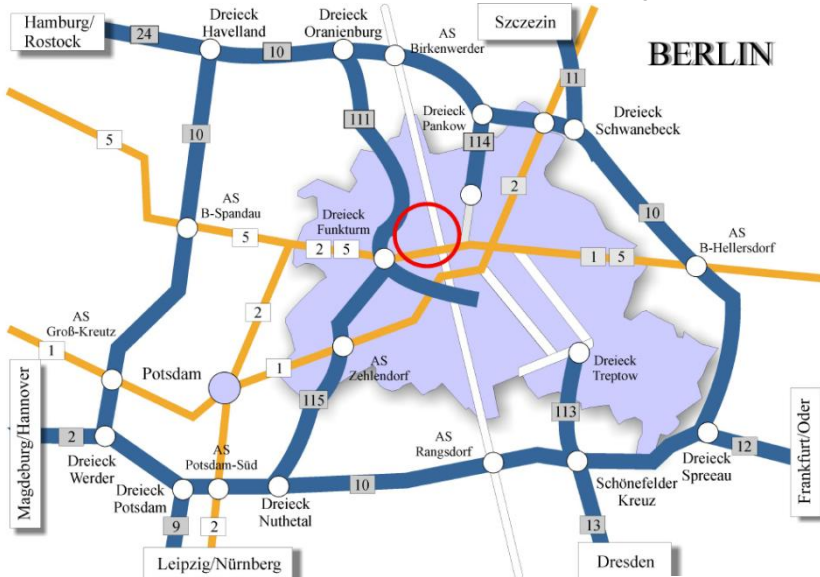 Hamburg/
Rostock
24
Dreieck
Havelland
10
Dreieck
Oranienburg
AS
Birkenwerder
Szczezin
BERLIN
11
10
111
Dreieck
Pankow
114
Dreieck
Schwanebeck
5
2
10
AS
B-Spandau
5
Dreieck
Funkturm
2 5
AS
B-Hellersdorf
1 5
2
AS
Groß-Kreutz
1
Potsdam
1
AS
Zehlendorf
Dreieck
Treptow
115
113
Magdeburg/Hannover
2
Dreieck
Werder
AS
Potsdam-Süd
AS
Rangsdorf
12
Frankfurt/Oder
Dreieck
Spreeau
Dreieck
Potsdam
10
Dreieck
Nuthetal
Schönefelder
Kreuz
9
2
13
Leipzig/Nürnberg
Dresden